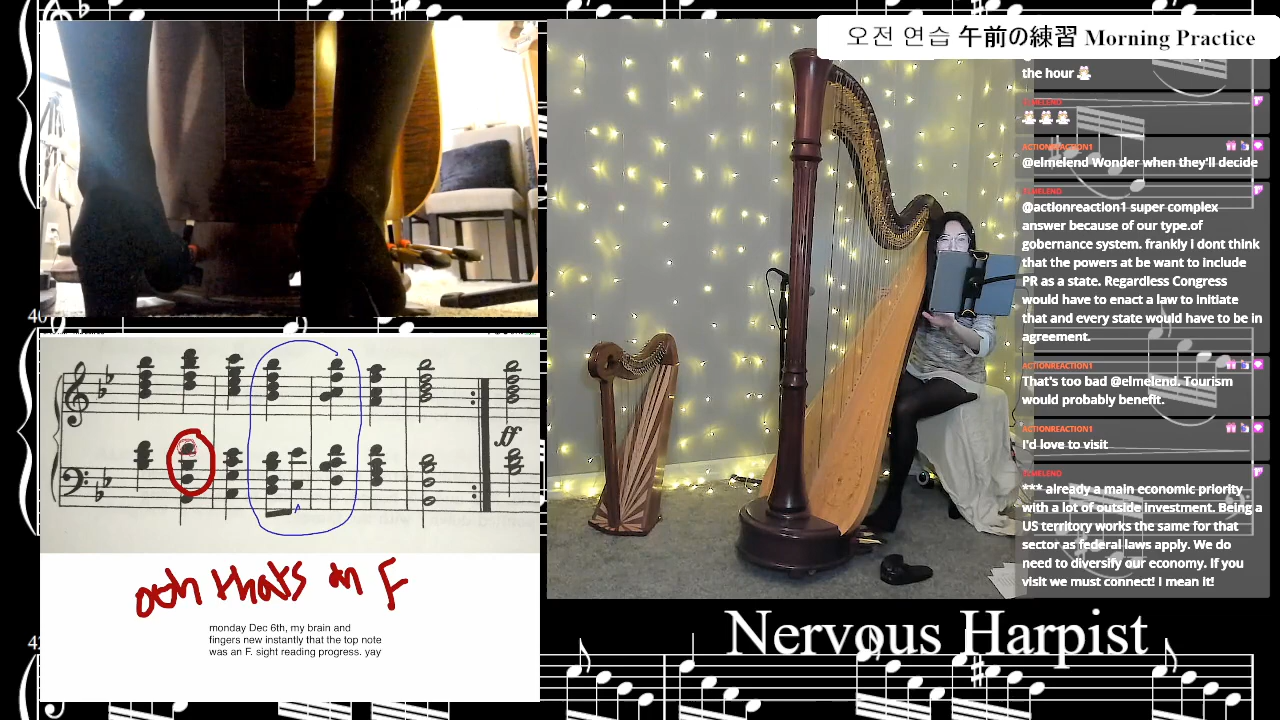 오전 연습 午前の練習 Morning Practice
the hour
ACTIONREACTION1
@elmelend Wonder when they'll decide
@actionreaction1 super complex
answer because of our type.of
gobernance system. frankly I dont think
that the powers at be want to include
PR as a state. Regardless Congress
would have to enact a law to initiate
that and every state would have to be in
agreement.
ACTIONREACTION1
That's too bad @elmelend. Tourism
would probably benefit.
ACTIONREACTION1
I'd love to visit
*** already a main economic priority
with a lot of outside investment. Being a
US territory works the same for that
sector as federal laws apply. We do
need to diversify our economy. If you
visit we must connect! I mean it!
ff
ooh thats an F
monday Dec 6th, my brain and
fingers new instantly that the top note
was an F. sight reading progress. yay
Nervous Harpist